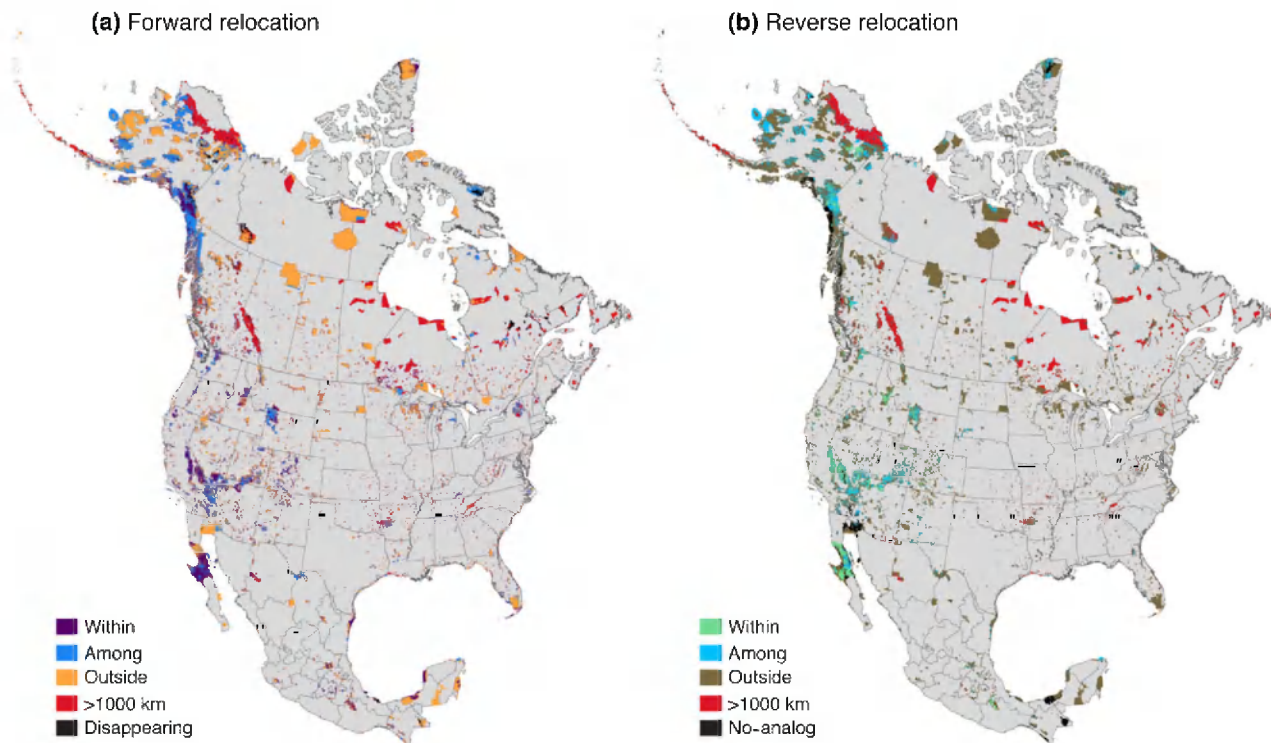 (a) Forward relocation
(b) Reverse relocation
Within
Among
Outside
>1000 km
Disappearing
Within
Among
Outside
>1000 km
No-analog